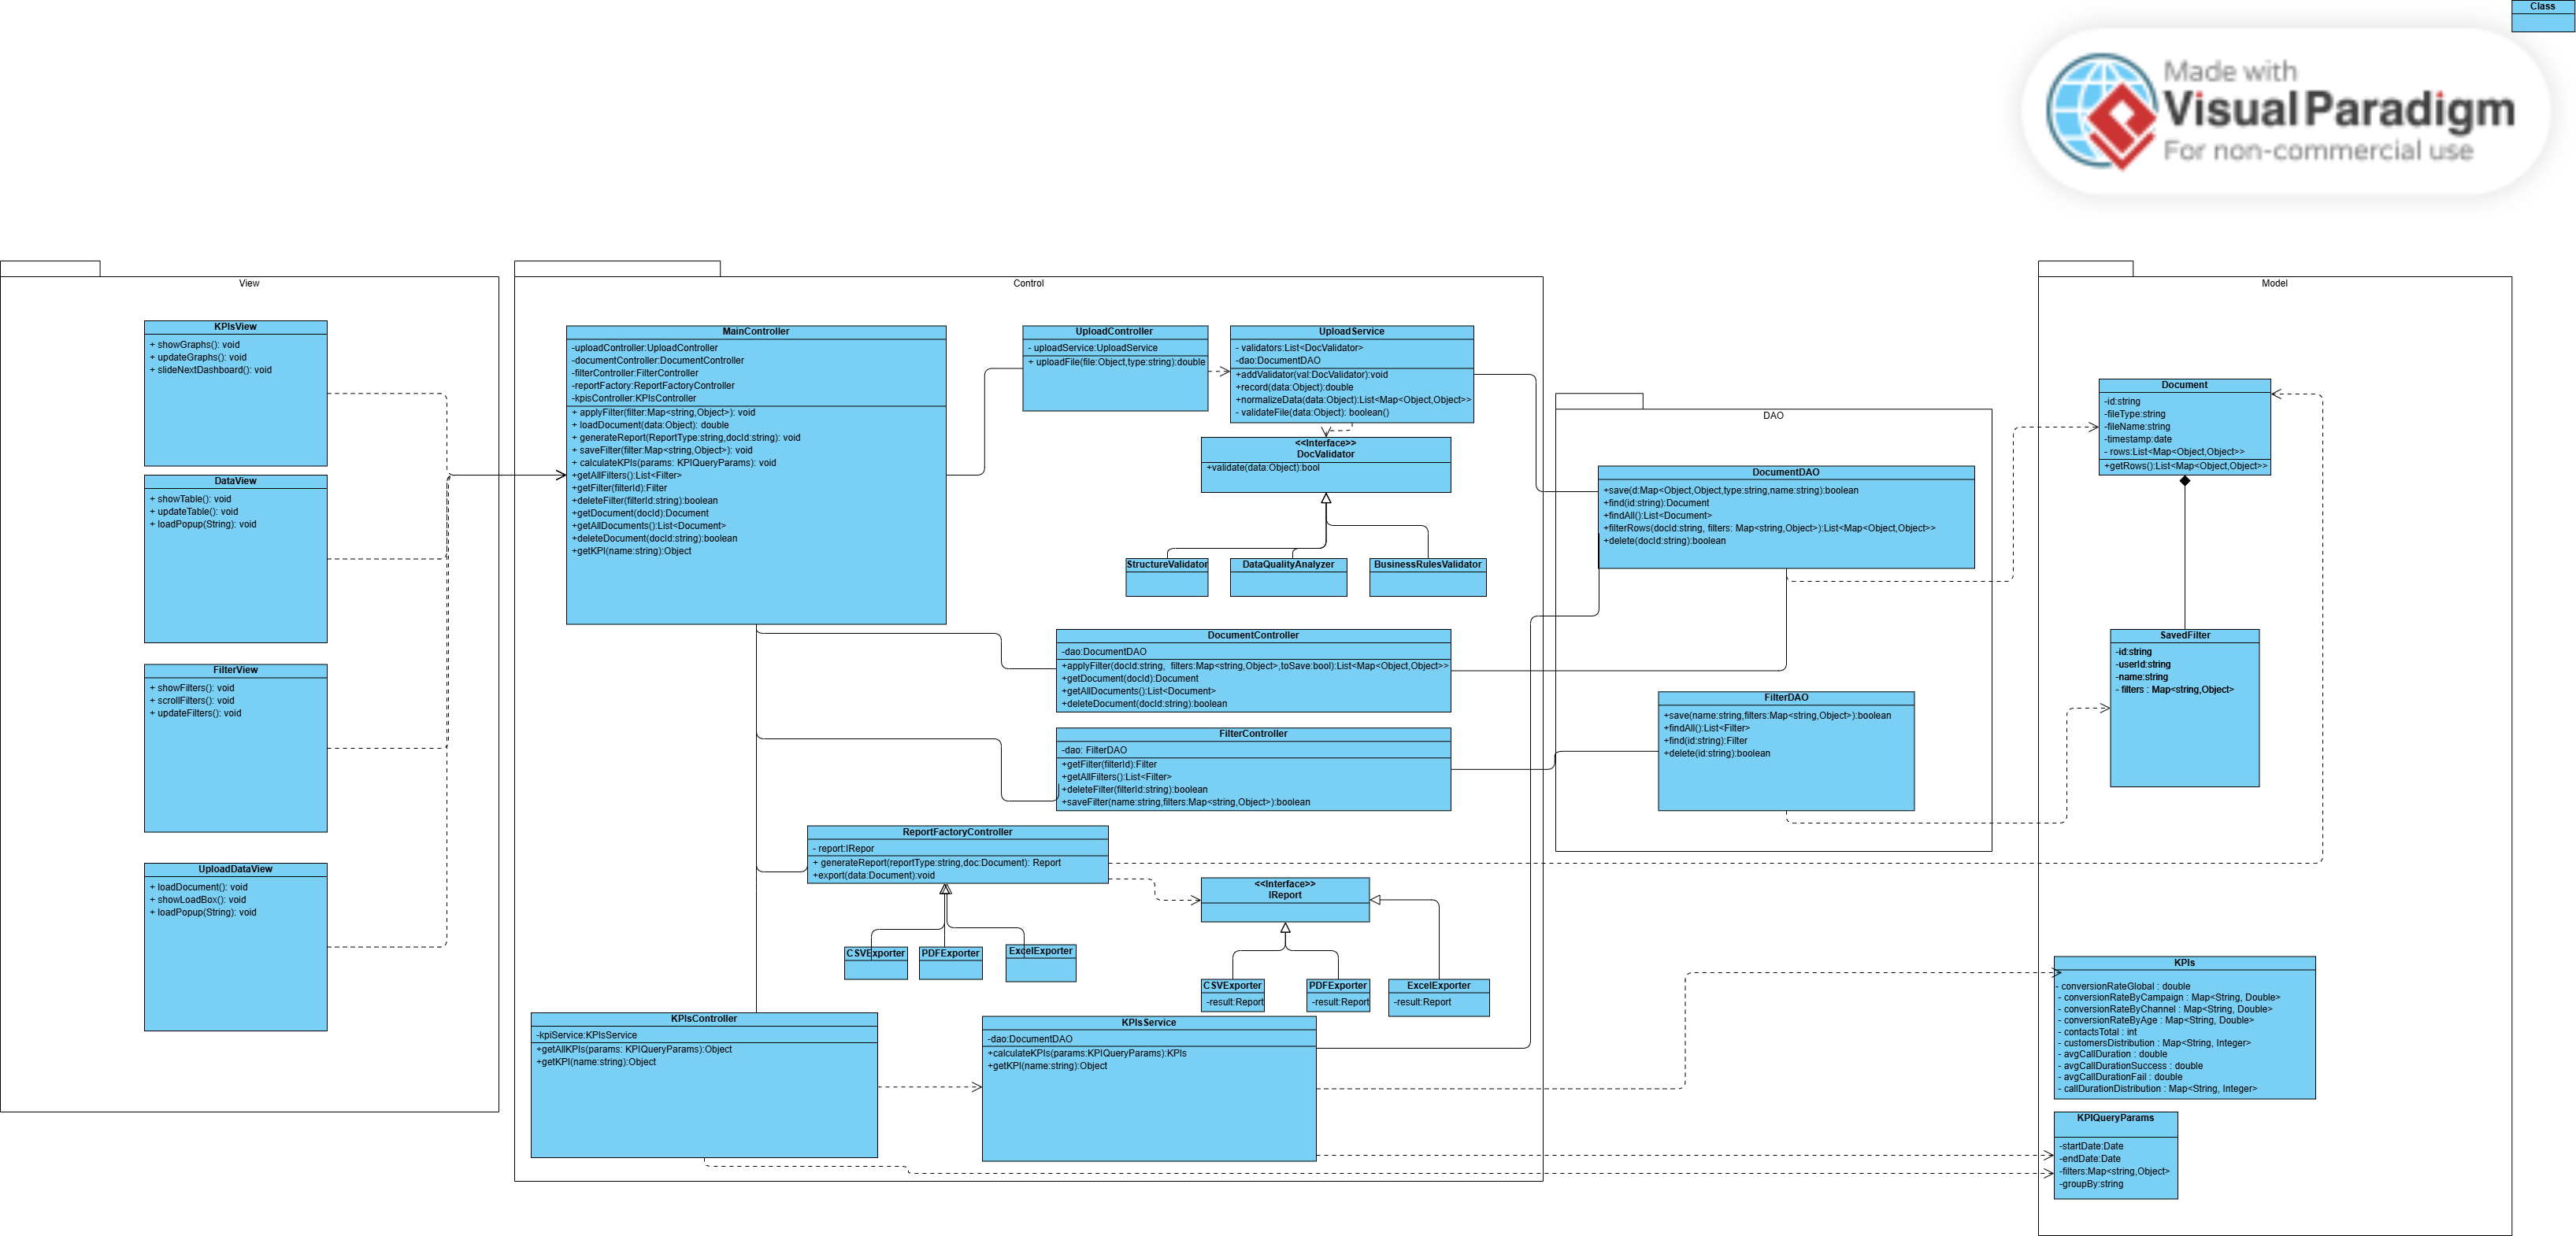 Class
Made with
Visual Paradigm
For non-commercial use
View
KPIsView
+ showGraphs(): void
+ updateGraphs(): void
+ slideNextDashboard(): void
DataView
+ showTable(): void
+ updateTable(): void
+ loadPopup(String): void
FilterView
+ showFilters(): void
+ scrollFilters(): void
+ updateFilters(): void
UploadDataView
+ loadDocument(): void
+ showLoadBox(): void
+ loadPopup(String): void
Control
MainController
-uploadController:UploadController
-documentController:DocumentController
-filterController:FilterController
-reportFactory:ReportFactoryController
-kpisController:KPIsController
+ applyFilter(filter:Map<string,Object>): void
+ loadDocument(data:Object): double
+ generateReport(ReportType:string,docId:string): void
+ saveFilter(filter:Map<string,Object>): void
+ calculateKPIs(params: KPIQueryParams): void
+getAllFilters():List<Filter>
+getFilter(filterId):Filter
+deleteFilter(filterId:string):boolean
+getDocument(docId):Document
+getAllDocuments():List<Document>
+deleteDocument(docId:string):boolean
+getKPI(name:string):Object
UploadController
- uploadService:UploadService
+ uploadFile(file:Object,type:string):double
UploadService
- validators:List<DocValidator>
-dao:DocumentDAO
+addValidator(val:DocValidator):void
+record(data:Object):double
+normalizeData(data:Object):List<Map<Object,Object>>
- validateFile(data:Object): boolean()
<<Interface>>
DocValidator
+validate(data:Object):bool
StructureValidator
DataQualityAnalyzer
BusinessRulesValidator
DocumentController
-dao:DocumentDAO
+applyFilter(docId:string,  filters:Map<string,Object>,toSave:bool):List<Map<Object,Object>>
+getDocument(docId):Document
+getAllDocuments():List<Document>
+deleteDocument(docId:string):boolean
FilterController
-dao: FilterDAO
+getFilter(filterId):Filter
+getAllFilters():List<Filter>
+deleteFilter(filterId:string):boolean
+saveFilter(name:string,filters:Map<string,Object>):boolean
ReportFactoryController
- report:IRepor
+ generateReport(reportType:string,doc:Document): Report
+export(data:Document):void
CSVExporter
PDFExporter
ExcelExporter
<<Interface>>
IReport
CSVExporter
-result:Report
PDFExporter
-result:Report
ExcelExporter
-result:Report
KPIsController
-kpiService:KPIsService
+getAllKPIs(params: KPIQueryParams):Object
+getKPI(name:string):Object
KPIsService
-dao:DocumentDAO
+calculateKPIs(params:KPIQueryParams):KPIs
+getKPI(name:string):Object
DAO
DocumentDAO
+save(d:Map<Object,Object,type:string,name:string):boolean
+find(id:string):Document
+findAll():List<Document>
+filterRows(docId:string, filters: Map<string,Object>):List<Map<Object,Object>>
+delete(docId:string):boolean
FilterDAO
+save(name:string,filters:Map<string,Object>):boolean
+findAll():List<Filter>
+find(id:string):Filter
+delete(id:string):boolean
Model
Document
-id:string
-fileType:string
-fileName:string
-timestamp:date
- rows:List<Map<Object,Object>>
+getRows():List<Map<Object,Object>>
SavedFilter
-id:string
-userId:string
-name:string
- filters : Map<string,Object>
KPIs
- conversionRateGlobal : double
- conversionRateByCampaign : Map<String, Double>
- conversionRateByChannel : Map<String, Double>
- conversionRateByAge : Map<String, Double>
- contactsTotal : int
- customersDistribution : Map<String, Integer>
- avgCallDuration : double
- avgCallDurationSuccess : double
- avgCallDurationFail : double
- callDurationDistribution : Map<String, Integer>
KPIQueryParams
-startDate:Date
-endDate:Date
-filters:Map<string,Object>
-groupBy:string